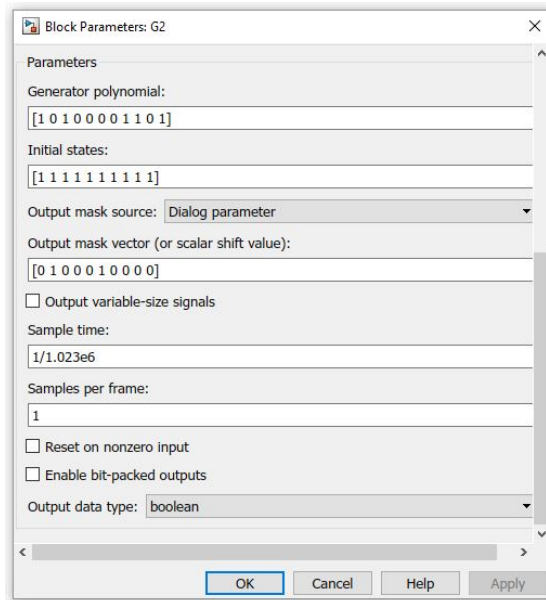 Block Parameters: G2
Parameters
Generator polynomial:
[1 0 1 0 0 0 0 1 1 0 1]
Initial states:
[1 1 1 1 1 1 1 1 1 1]
Output mask source: Dialog parameter
Output mask vector (or scalar shift value):
[0 1 0 0 0 1 0 0 0 0]
Output variable-size signals
Sample time:
1/1.023e6
Samples per frame:
1
Reset on nonzero input
Enable bit-packed outputs
Output data type: boolean
OK Cancel Help Apply